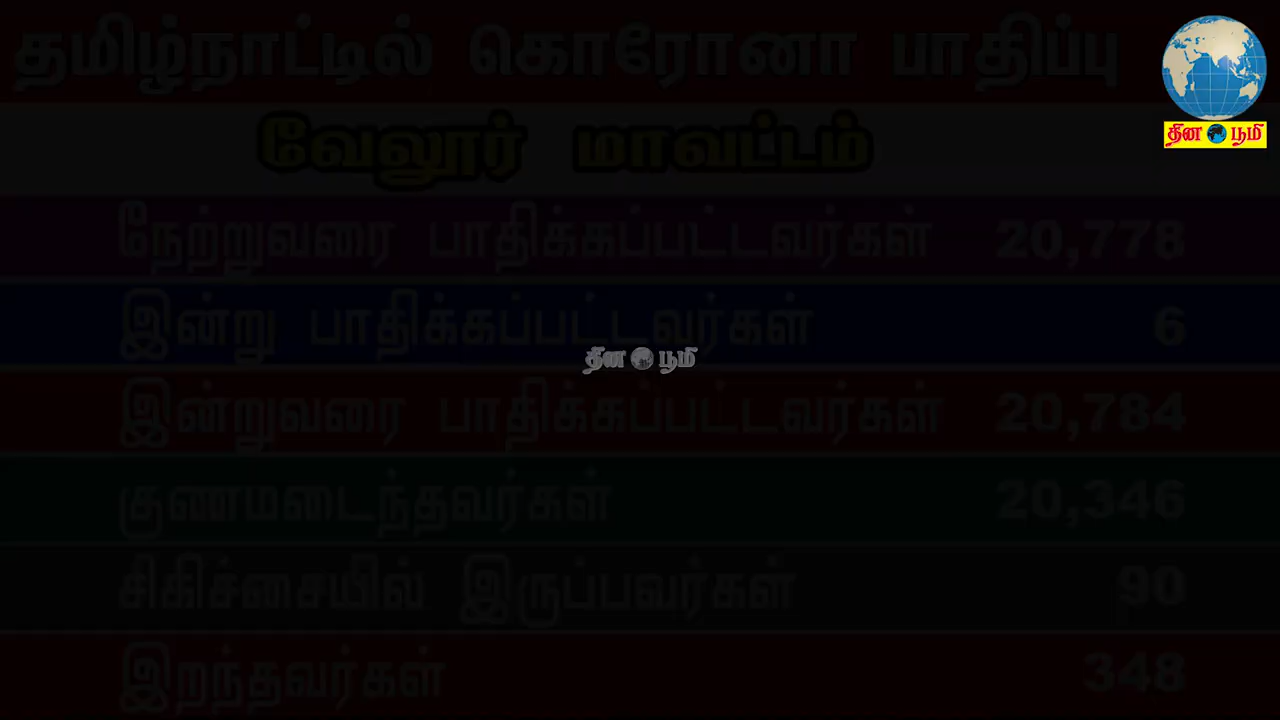 தமிழ்நாட்டில் கொரோனா பாதிப்பு
தின பூமி
வேலூர் மாவட்டம்
நேற்றுவரை பாதிக்கப்பட்டவர்கள் 20,778
இன்று பாதிக்கப்பட்டவர்கள் 6
தின பூமி
இன்றுவரை பாதிக்கப்பட்டவர்கள் 20,784
குணமடைந்தவர்கள் 20,346
சிகிச்சையில் இருப்பவர்கள் 90
இறந்தவர்கள் 348